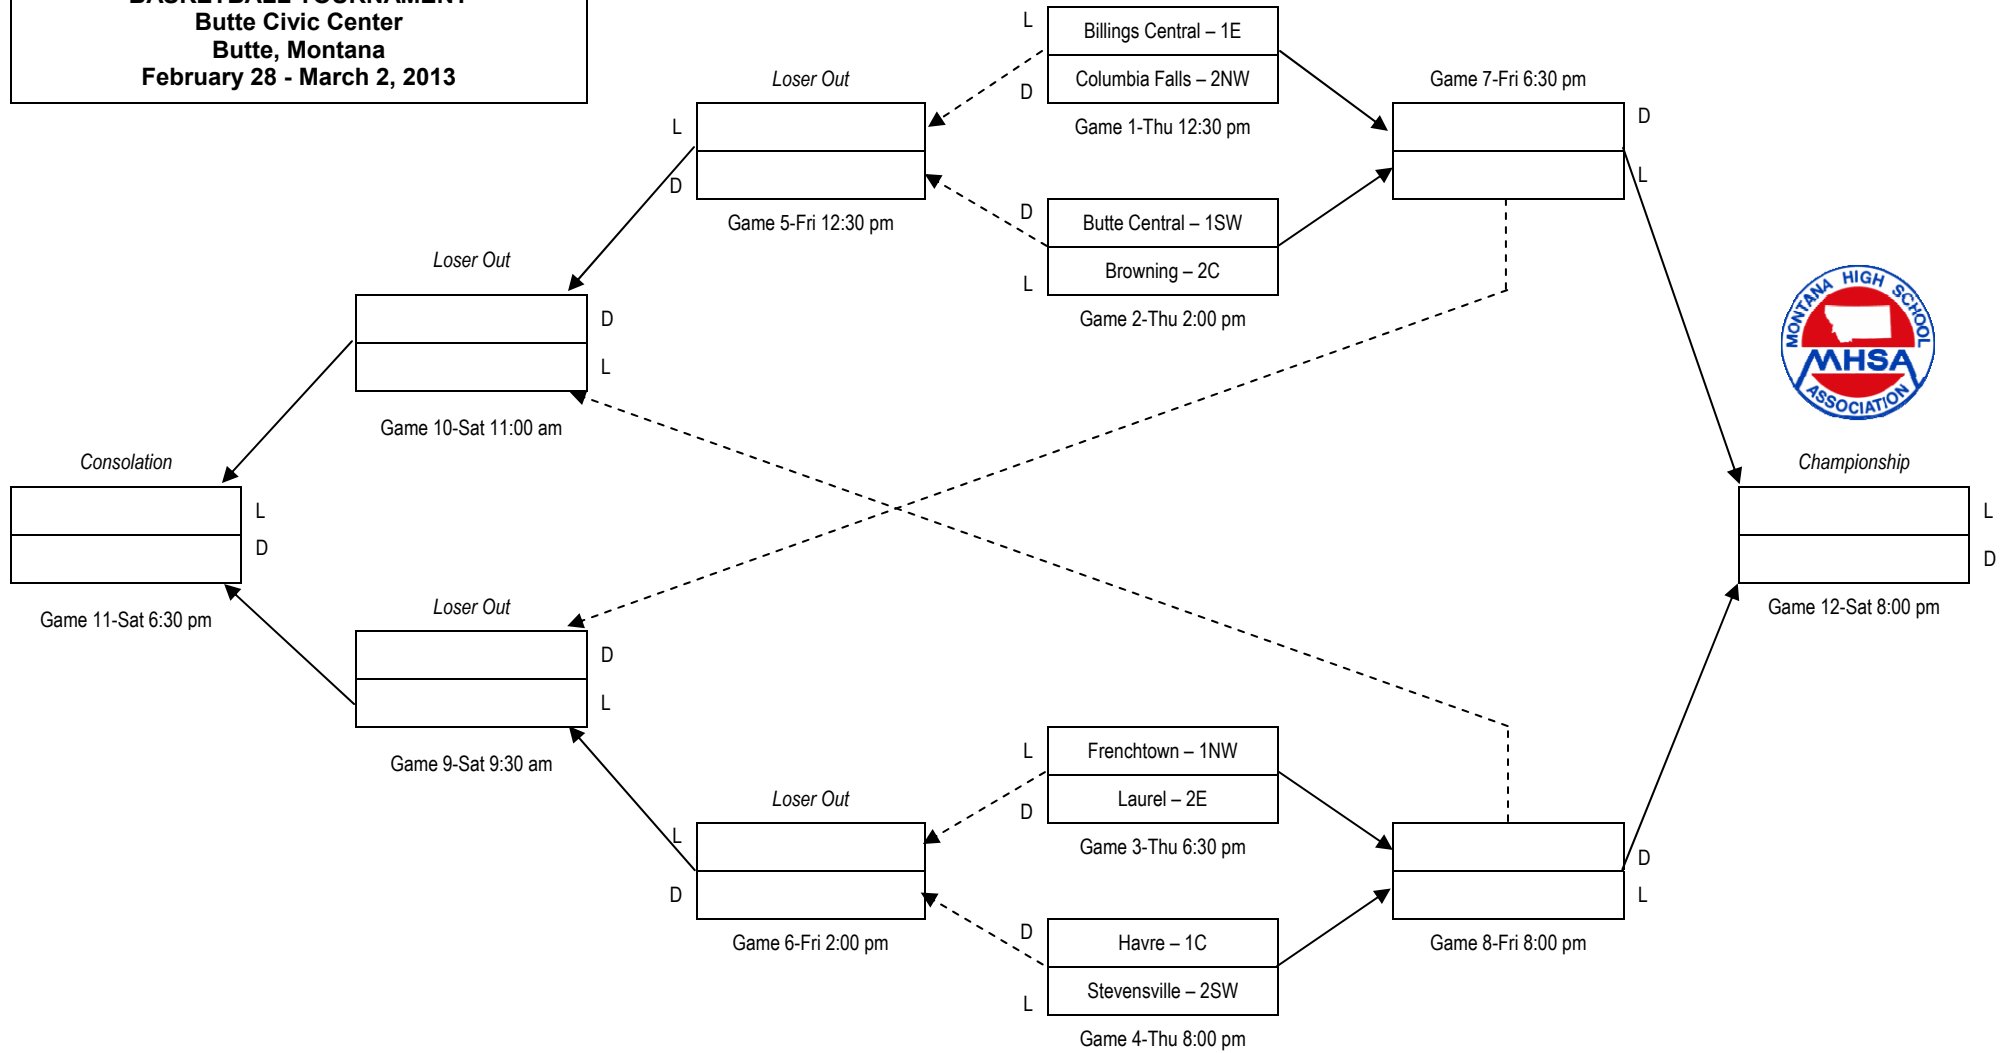 BASKETBALL TOURNAMENT
Butte Civic Center
Butte, Montana
February 28 - March 2, 2013
L
Billings Central – 1E
Columbia Falls – 2NW
D
Game 1-Thu 12:30 pm
D
Butte Central – 1SW
Browning – 2C
L
Game 2-Thu 2:00 pm
Loser Out
L
D
Game 5-Fri 12:30 pm
Game 7-Fri 6:30 pm
D
L
Loser Out
D
L
Game 10-Sat 11:00 am
Consolation
L
D
Game 11-Sat 6:30 pm
Loser Out
D
L
Game 9-Sat 9:30 am
MONTANA HIGH SCHOOL
MHSA
ASSOCIATION
Championship
L
D
Game 12-Sat 8:00 pm
Loser Out
L
D
Game 6-Fri 2:00 pm
L
Frenchtown – 1NW
Laurel – 2E
D
Game 3-Thu 6:30 pm
D
Havre – 1C
Stevensville – 2SW
L
Game 4-Thu 8:00 pm
D
L
Game 8-Fri 8:00 pm